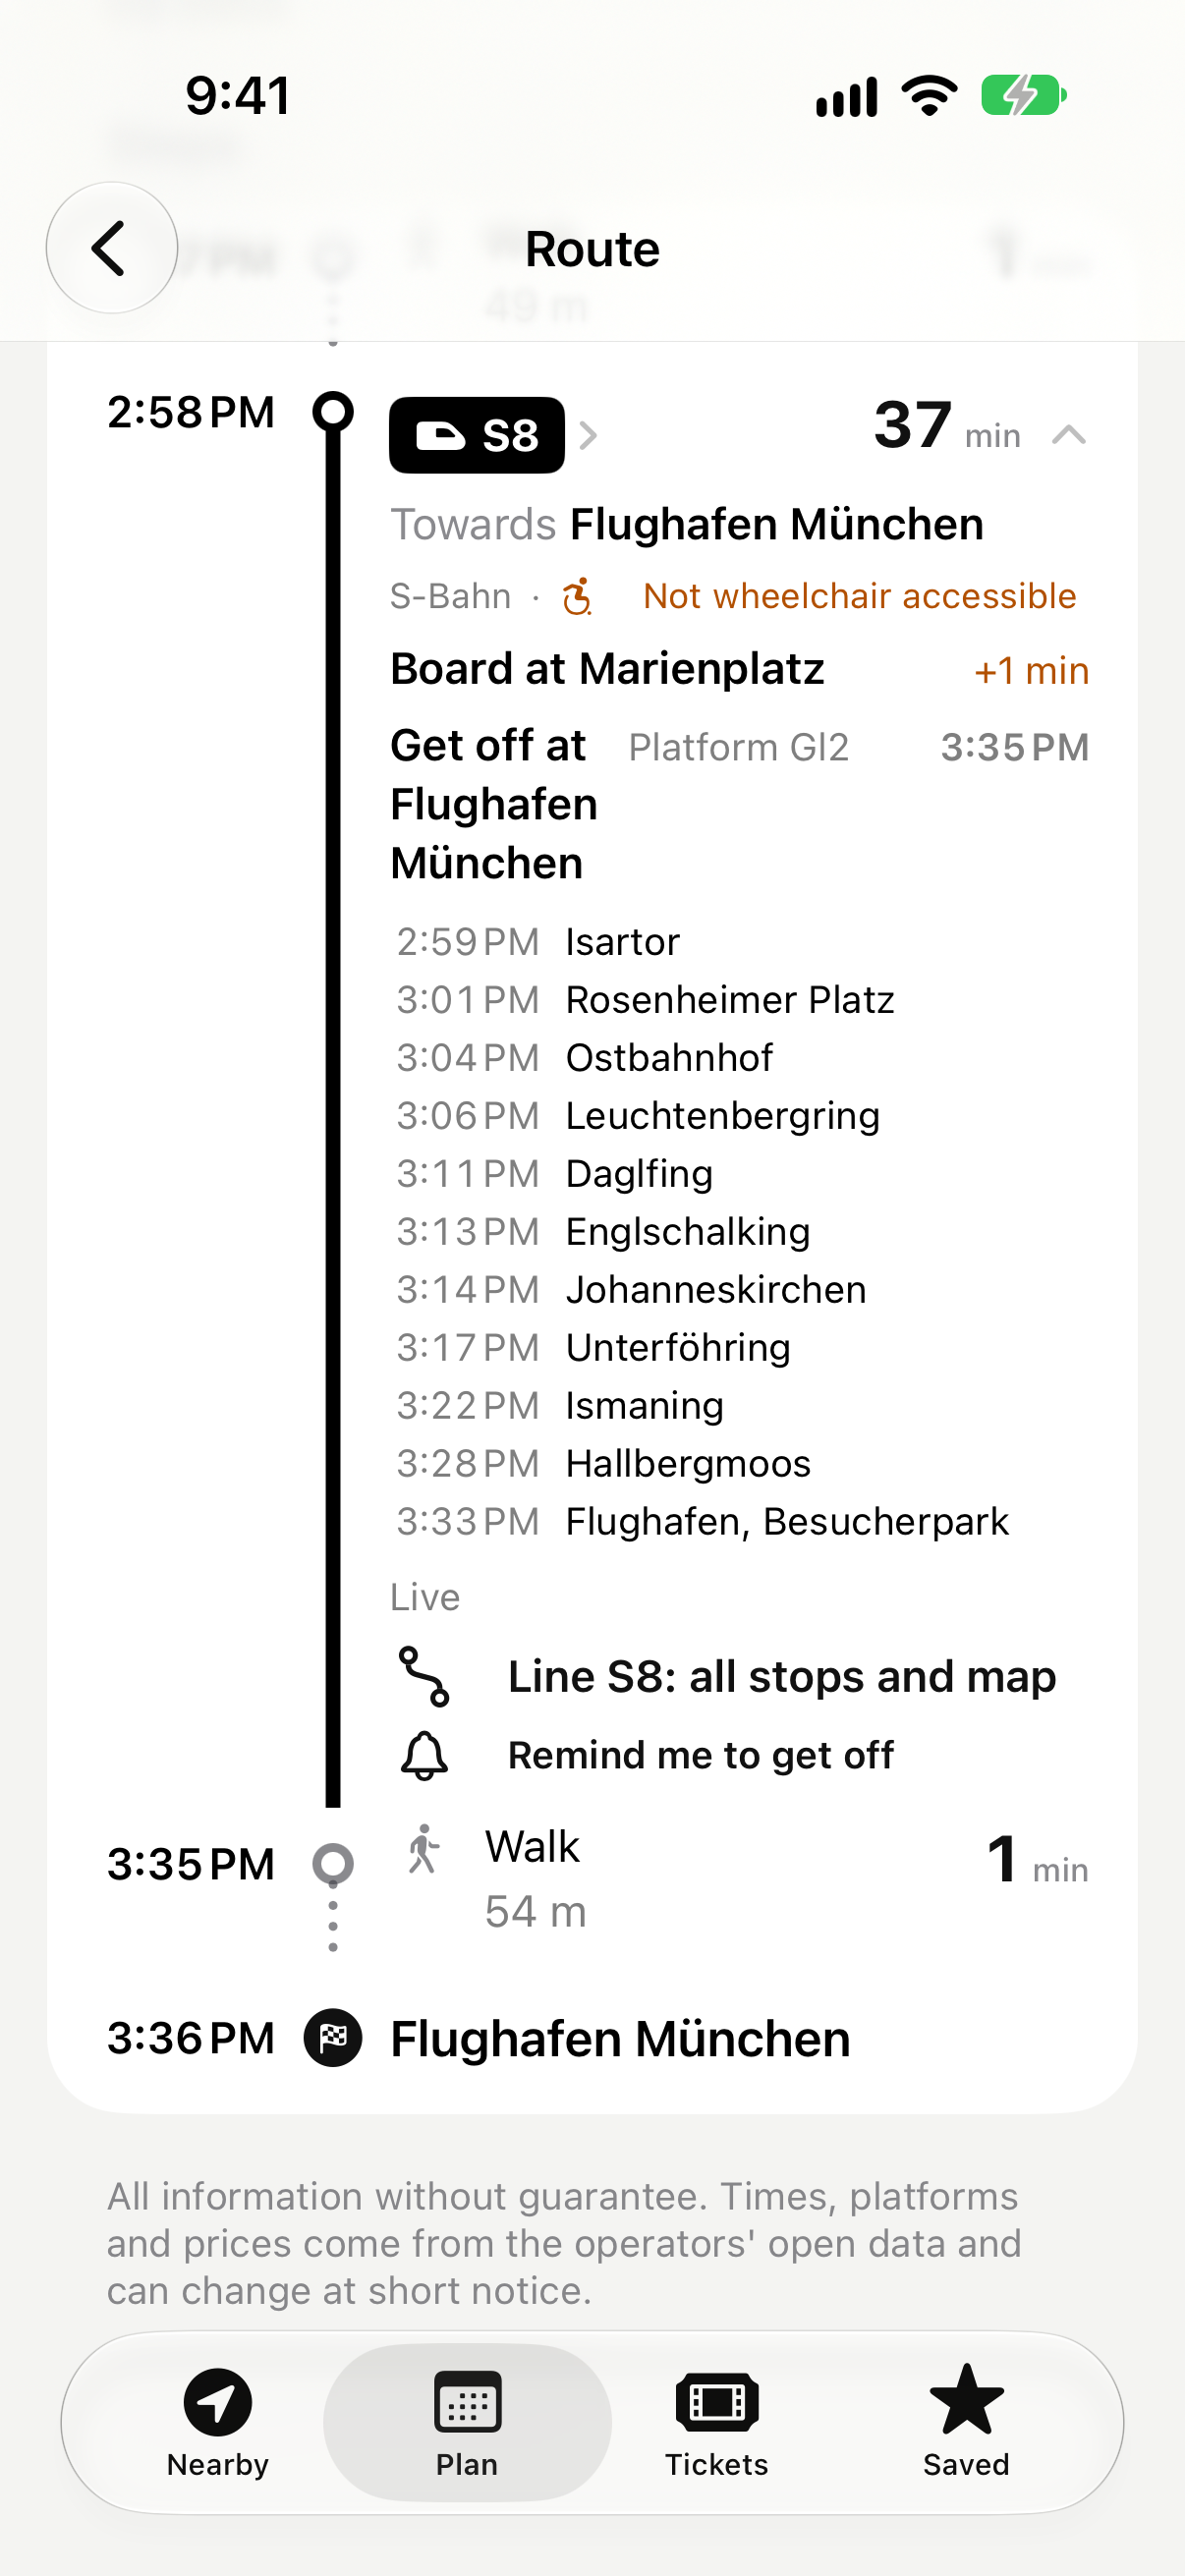 9:41
Route
49 m
2:58 PM
S8
37 min
Towards Flughafen München
S-Bahn · Not wheelchair accessible
Board at Marienplatz +1 min
Get off at Platform Gl2 3:35 PM
Flughafen
München
2:59 PM Isartor
3:01 PM Rosenheimer Platz
3:04 PM Ostbahnhof
3:06 PM Leuchtenbergring
3:11 PM Daglfing
3:13 PM Englschalking
3:14 PM Johanneskirchen
3:17 PM Unterföhring
3:22 PM Ismaning
3:28 PM Hallbergmoos
3:33 PM Flughafen, Besucherpark
Live
Line S8: all stops and map
Remind me to get off
3:35 PM Walk 1 min
54 m
3:36 PM Flughafen München
All information without guarantee. Times, platforms
and prices come from the operators' open data and
can change at short notice.
Nearby Plan Tickets Saved